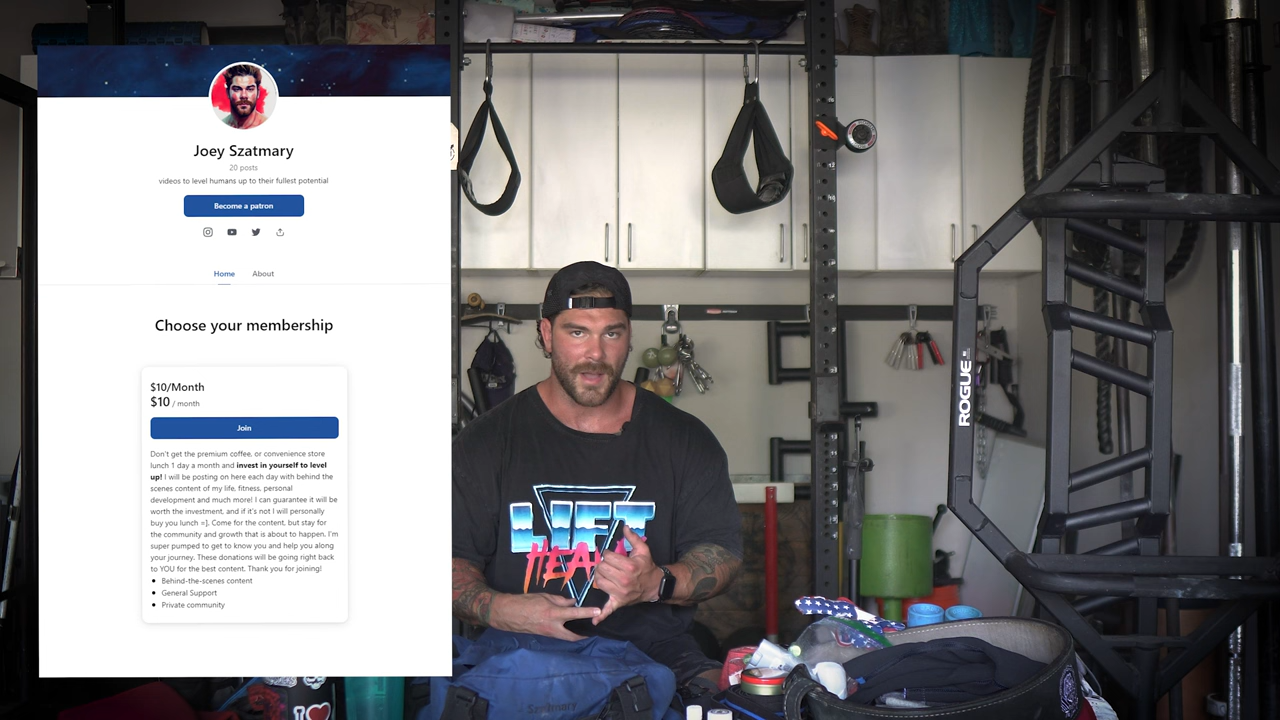 Joey Szatmary
20 posts
videos to level humans up to their fullest potential
Become a patron
Home About
Choose your membership
$10/Month
$10 / month
Join
Don't get the premium coffee, or convenience store
lunch 1 day a month and invest in yourself to level
up! I will be posting on here each day with behind the
scenes content of my life, fitness, personal
development and much more! I can guarantee it will be
worth the investment, and if it's not I will personally
buy you lunch =]. Come for the content, but stay for
the community and growth that is about to happen. I'm
super pumped to get to know you and help you along
your journey. These donations will be going right back
to YOU for the best content. Thank you for joining!
Behind-the-scenes content
General Support
Private community
LIFT
HEAVY
ROGUE
Szatmary
I